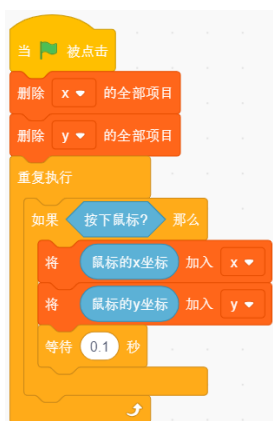 当 被点击
删除 x 的全部项目
删除 y 的全部项目
重复执行
如果 按下鼠标? 那么
将 鼠标的x坐标 加入 x
将 鼠标的y坐标 加入 y
等待 0.1 秒